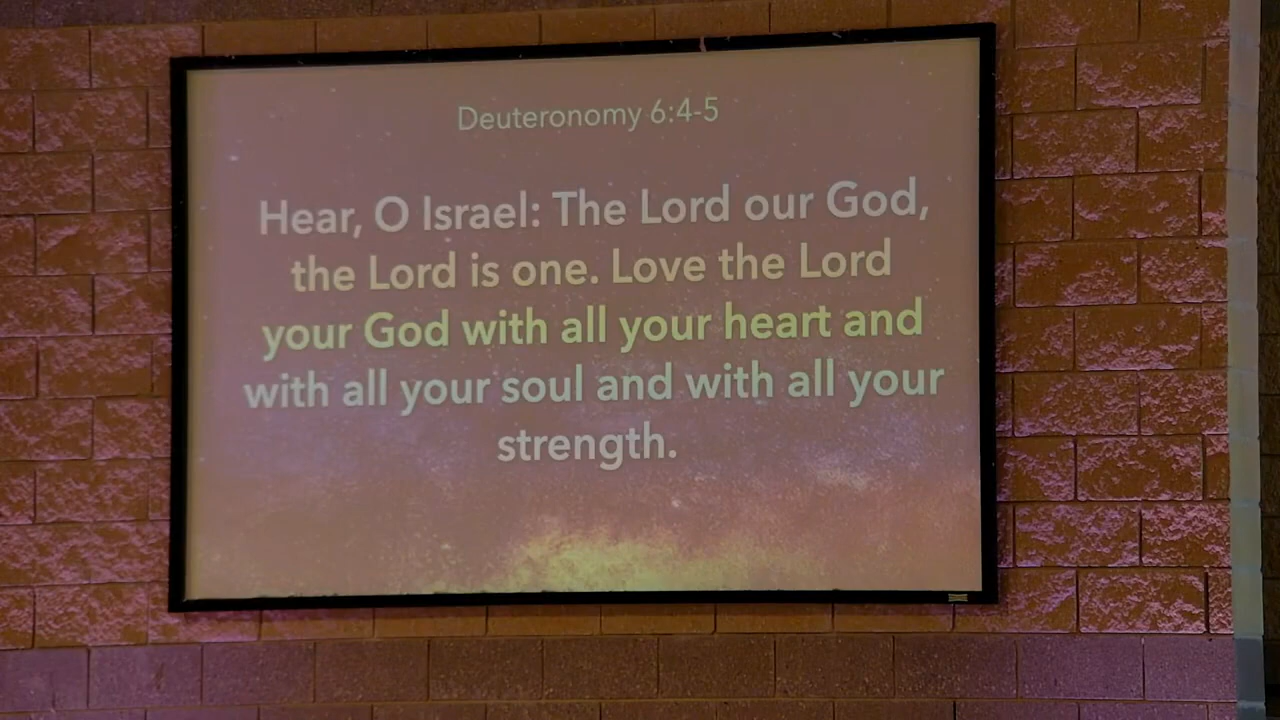 Deuteronomy 6:4-5
Hear, O Israel: The Lord our God,
the Lord is one. Love the Lord
your God with all your heart and
with all your soul and with all your
strength.